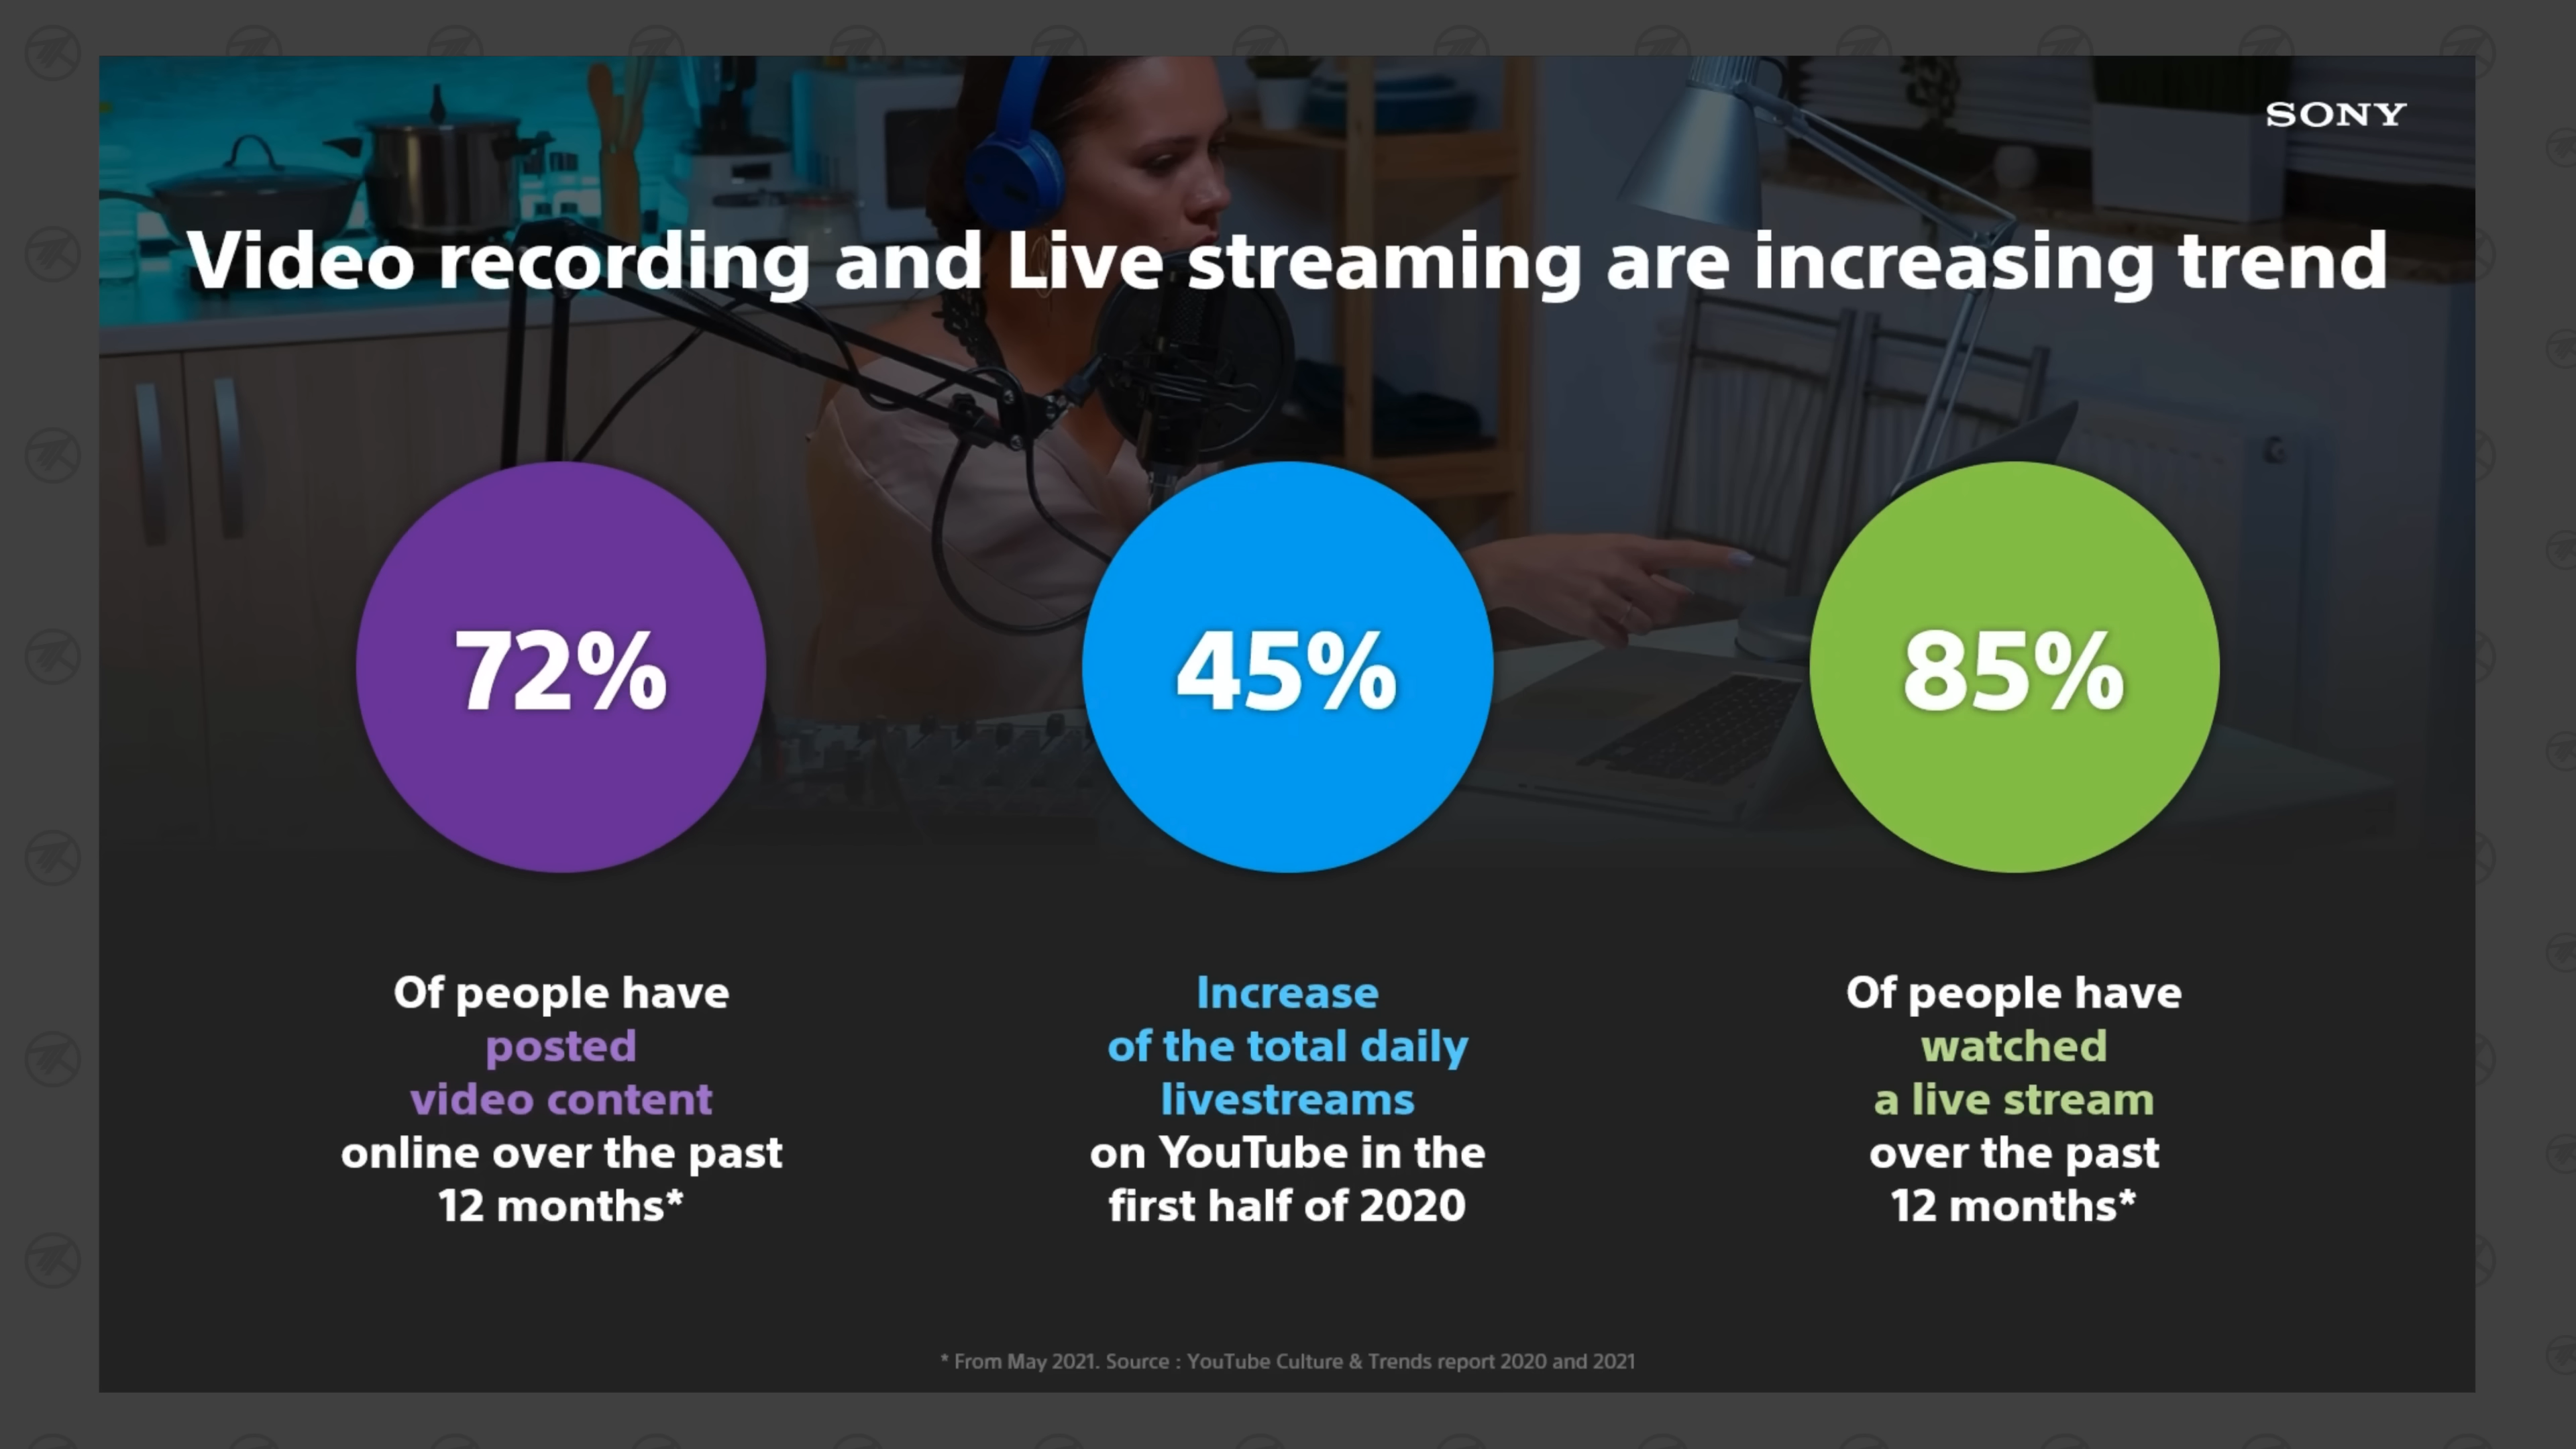 SONY
Video recording and Live streaming are increasing trend
72%
Of people have
posted
video content
online over the past
12 months*
45%
Increase
of the total daily
livestreams
on YouTube in the
first half of 2020
85%
Of people have
watched
a live stream
over the past
12 months*
* From May 2021. Source : YouTube Culture & Trends report 2020 and 2021